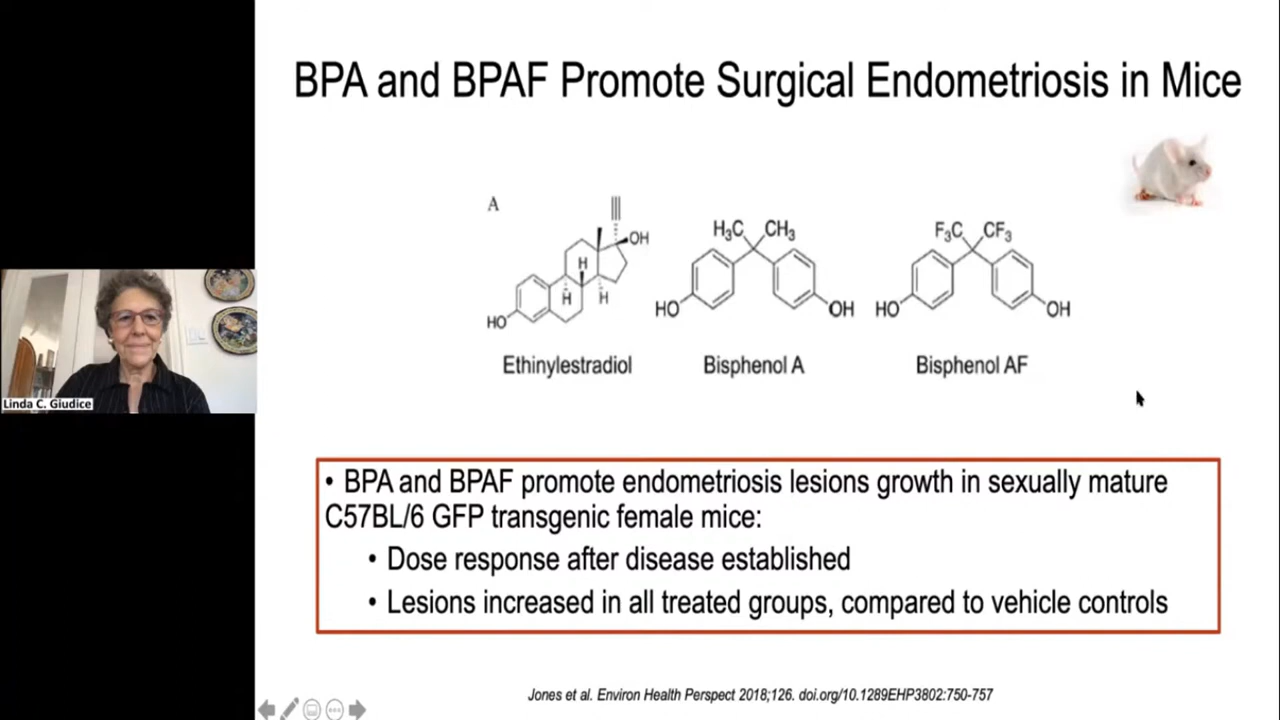 BPA and BPAF Promote Surgical Endometriosis in Mice
A
OH
H
H
H
HO
Ethinylestradiol
H₃C CH₃
HO OH
Bisphenol A
F₃C CF₃
HO OH
Bisphenol AF
Linda C. Giudice
• BPA and BPAF promote endometriosis lesions growth in sexually mature
C57BL/6 GFP transgenic female mice:
• Dose response after disease established
• Lesions increased in all treated groups, compared to vehicle controls
Jones et al. Environ Health Perspect 2018;126. doi.org/10.1289EHP3802:750-757